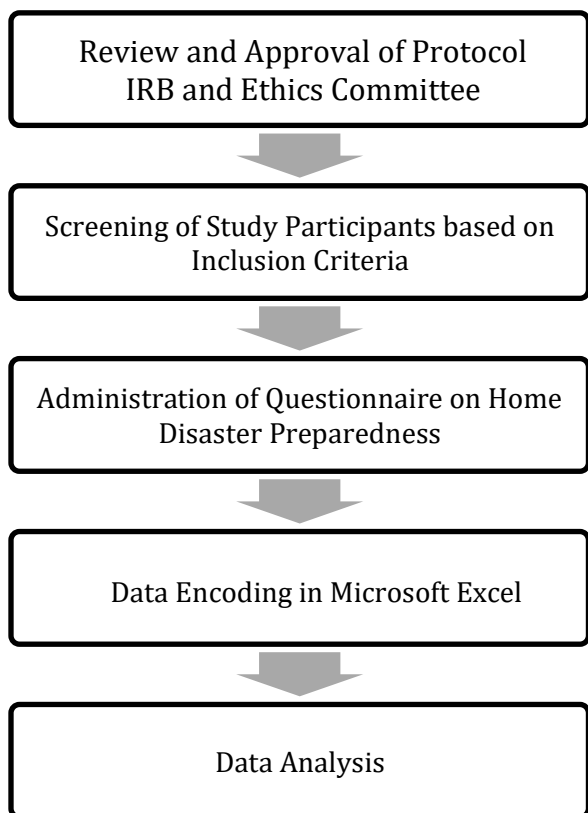 Review and Approval of Protocol
IRB and Ethics Committee
Screening of Study Participants based on
Inclusion Criteria
Administration of Questionnaire on Home
Disaster Preparedness
Data Encoding in Microsoft Excel
Data Analysis